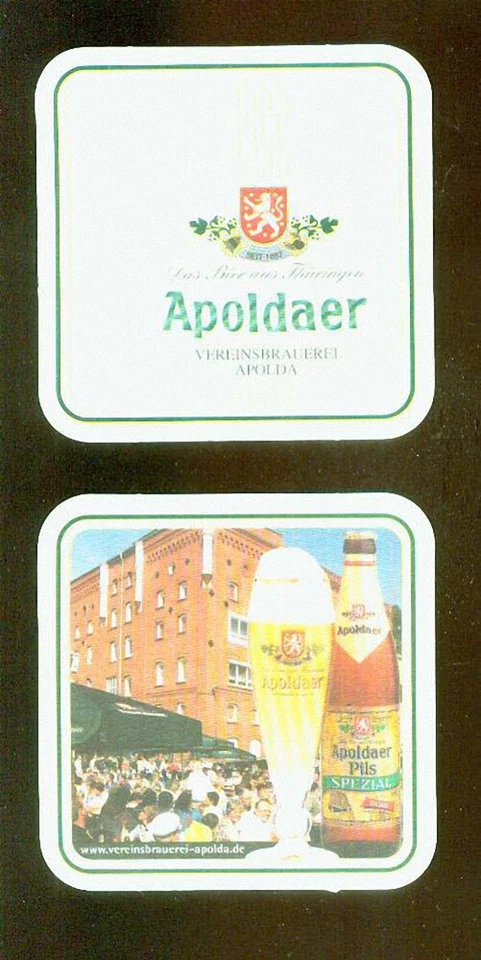 SEIT 1887
Das Bier aus Thüringen
Apoldaer
VEREINSBRAUEREI
APOLDA
Apoldaer
Apoldaer
Apoldaer
Pils
SPEZIAL
www.vereinsbrauerei-apolda.de